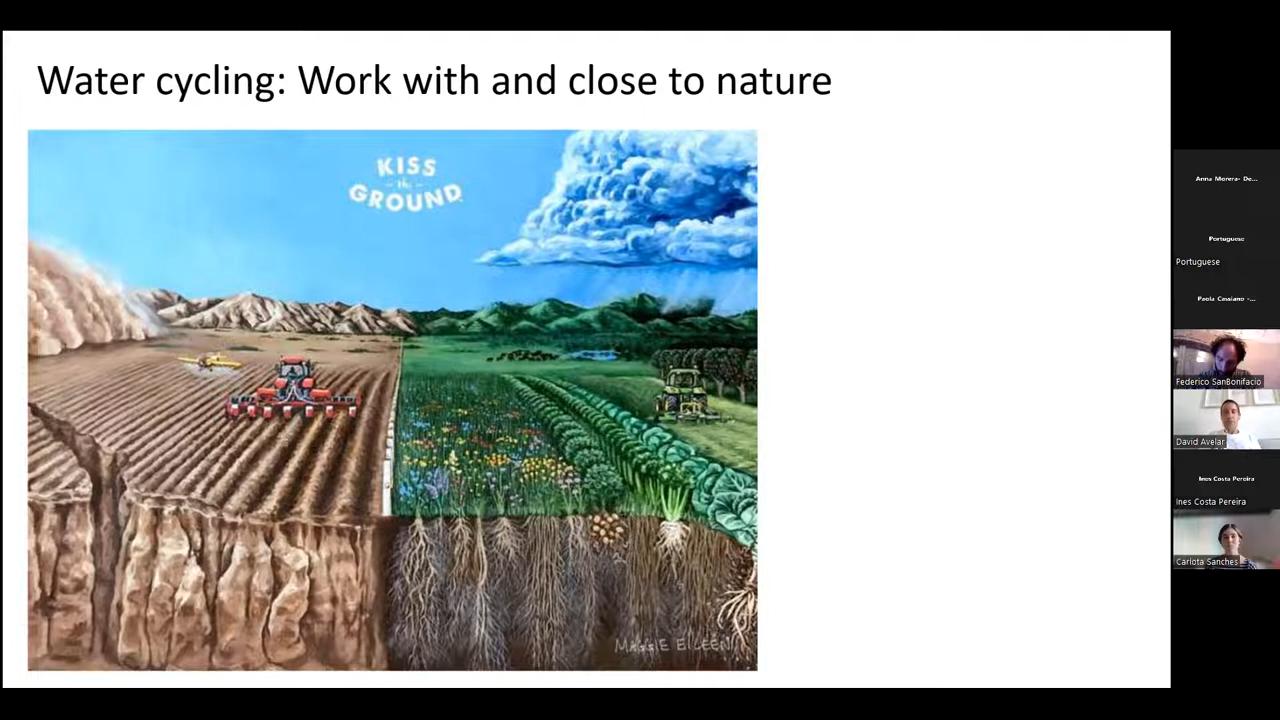 Water cycling: Work with and close to nature
KISS
the
GROUND
MAGGIE EILEEN
Anna Morera- De...
Portuguese
Portuguese
Paola Cassiano -...
Federico SanBonifacio
David Avelar
Ines Costa Pereira
Ines Costa Pereira
Carlota Sanches